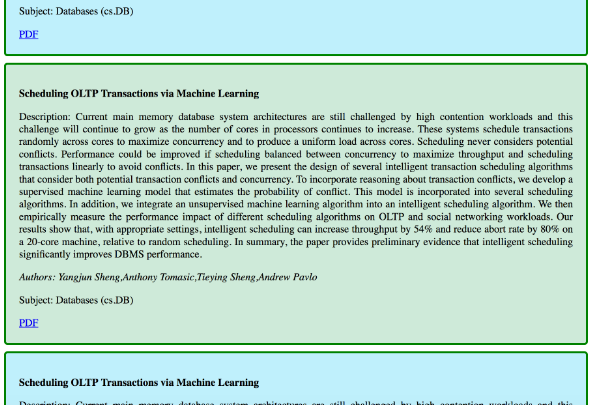 Subject: Databases (cs.DB)
PDF
Scheduling OLTP Transactions via Machine Learning
Description: Current main memory database system architectures are still challenged by high contention workloads and this
challenge will continue to grow as the number of cores in processors continues to increase. These systems schedule transactions
randomly across cores to maximize concurrency and to produce a uniform load across cores. Scheduling never considers potential
conflicts. Performance could be improved if scheduling balanced between concurrency to maximize throughput and scheduling
transactions linearly to avoid conflicts. In this paper, we present the design of several intelligent transaction scheduling algorithms
that consider both potential transaction conflicts and concurrency. To incorporate reasoning about transaction conflicts, we develop a
supervised machine learning model that estimates the probability of conflict. This model is incorporated into several scheduling
algorithms. In addition, we integrate an unsupervised machine learning algorithm into an intelligent scheduling algorithm. We then
empirically measure the performance impact of different scheduling algorithms on OLTP and social networking workloads. Our
results show that, with appropriate settings, intelligent scheduling can increase throughput by 54% and reduce abort rate by 80% on
a 20-core machine, relative to random scheduling. In summary, the paper provides preliminary evidence that intelligent scheduling
significantly improves DBMS performance.
Authors: Yangjun Sheng,Anthony Tomasic,Tieying Sheng,Andrew Pavlo
Subject: Databases (cs.DB)
PDF
Scheduling OLTP Transactions via Machine Learning
Description: Current main memory database system architectures are still challenged by high contention workloads and this